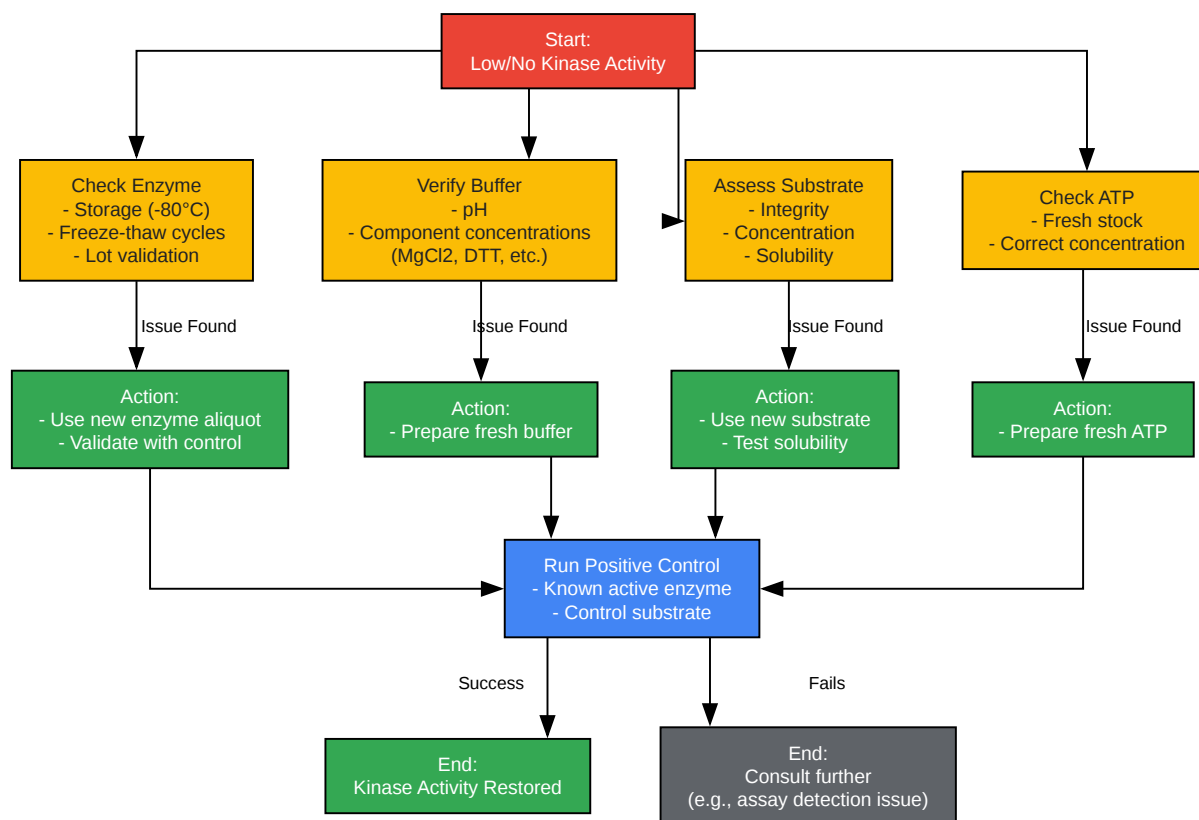 Start:
Low/No Kinase Activity
Check Enzyme
- Storage (-80°C)
- Freeze-thaw cycles
- Lot validation
Verify Buffer
- pH
- Component concentrations
(MgCl2, DTT, etc.)
Assess Substrate
- Integrity
- Concentration
- Solubility
Check ATP
- Fresh stock
- Correct concentration
Issue Found
Issue Found
Issue Found
Issue Found
Action:
- Use new enzyme aliquot
- Validate with control
Action:
- Prepare fresh buffer
Action:
- Use new substrate
- Test solubility
Action:
- Prepare fresh ATP
Run Positive Control
- Known active enzyme
- Control substrate
Success
Fails
End:
Kinase Activity Restored
End:
Consult further
(e.g., assay detection issue)